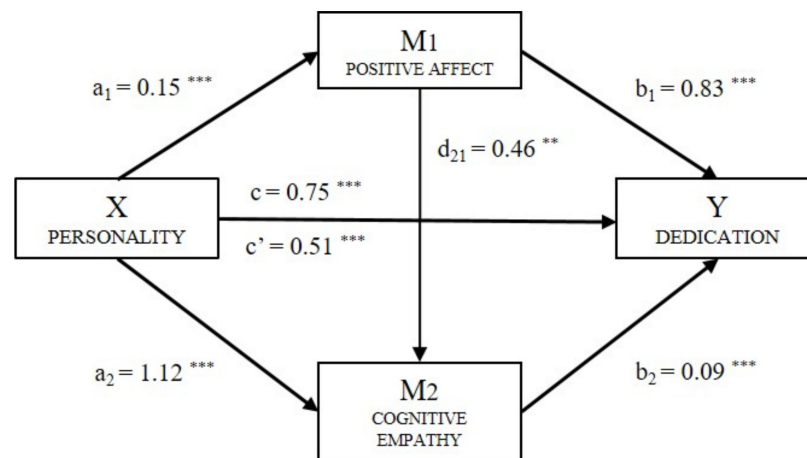 M1
POSITIVE AFFECT
a₁ = 0.15 ***
b₁ = 0.83 ***
d₂₁ = 0.46 **
X
PERSONALITY
c = 0.75 ***
c’ = 0.51 ***
Y
DEDICATION
a₂ = 1.12 ***
b₂ = 0.09 ***
M2
COGNITIVE
EMPATHY